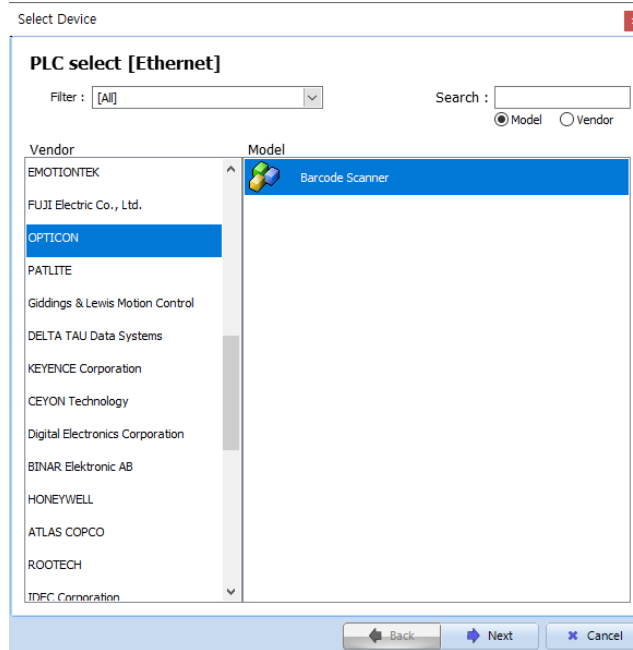 Select Device
PLC select [Ethernet]
Filter : [All]
Search :
Model Vendor
Vendor Model
EMOTIONTEK
Barcode Scanner
FUJI Electric Co., Ltd.
OPTICON
PATLITE
Giddings & Lewis Motion Control
DELTA TAU Data Systems
KEYENCE Corporation
CEYON Technology
Digital Electronics Corporation
BINAR Elektronic AB
HONEYWELL
ATLAS COPCO
ROOTECH
IDEC Corporation
Back Next Cancel